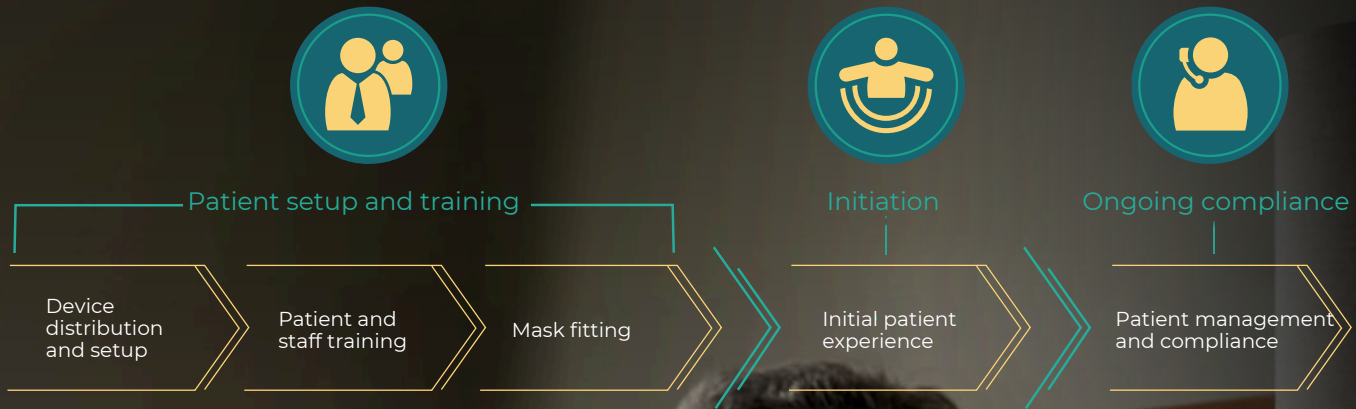 Patient setup and training
Initiation
Ongoing compliance
Device
distribution
and setup
Patient and
staff training
Mask fitting
Initial patient
experience
Patient management
and compliance